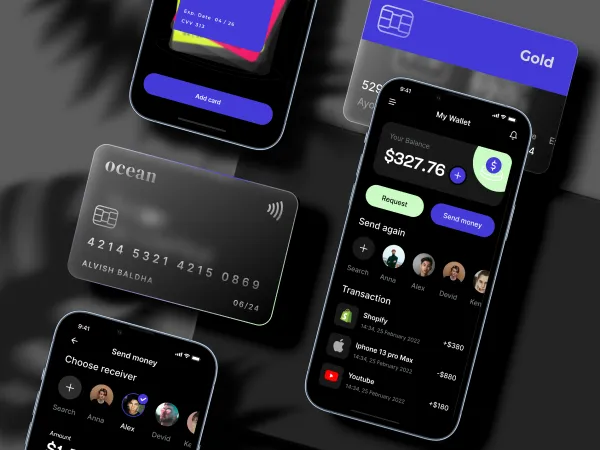 Exp. Date 04 / 26
CVV 313
Add card
Gold
529
Ayo
4
ocean
4214 5321 4215 0869
ALVISH BALDHA
06/24
9:41
My Wallet
Your Balance
$327.76
$
Request
Send money
Send again
Search
Anna
Alex
Devid
Ken
Transaction
Shopify
14:34, 25 February 2022
+$380
Iphone 13 pro Max
14:34, 25 February 2022
-$880
Youtube
14:34, 25 February 2022
+$180
9:41
Send money
Choose receiver
Search
Anna
Alex
Devid
Ke
Amount